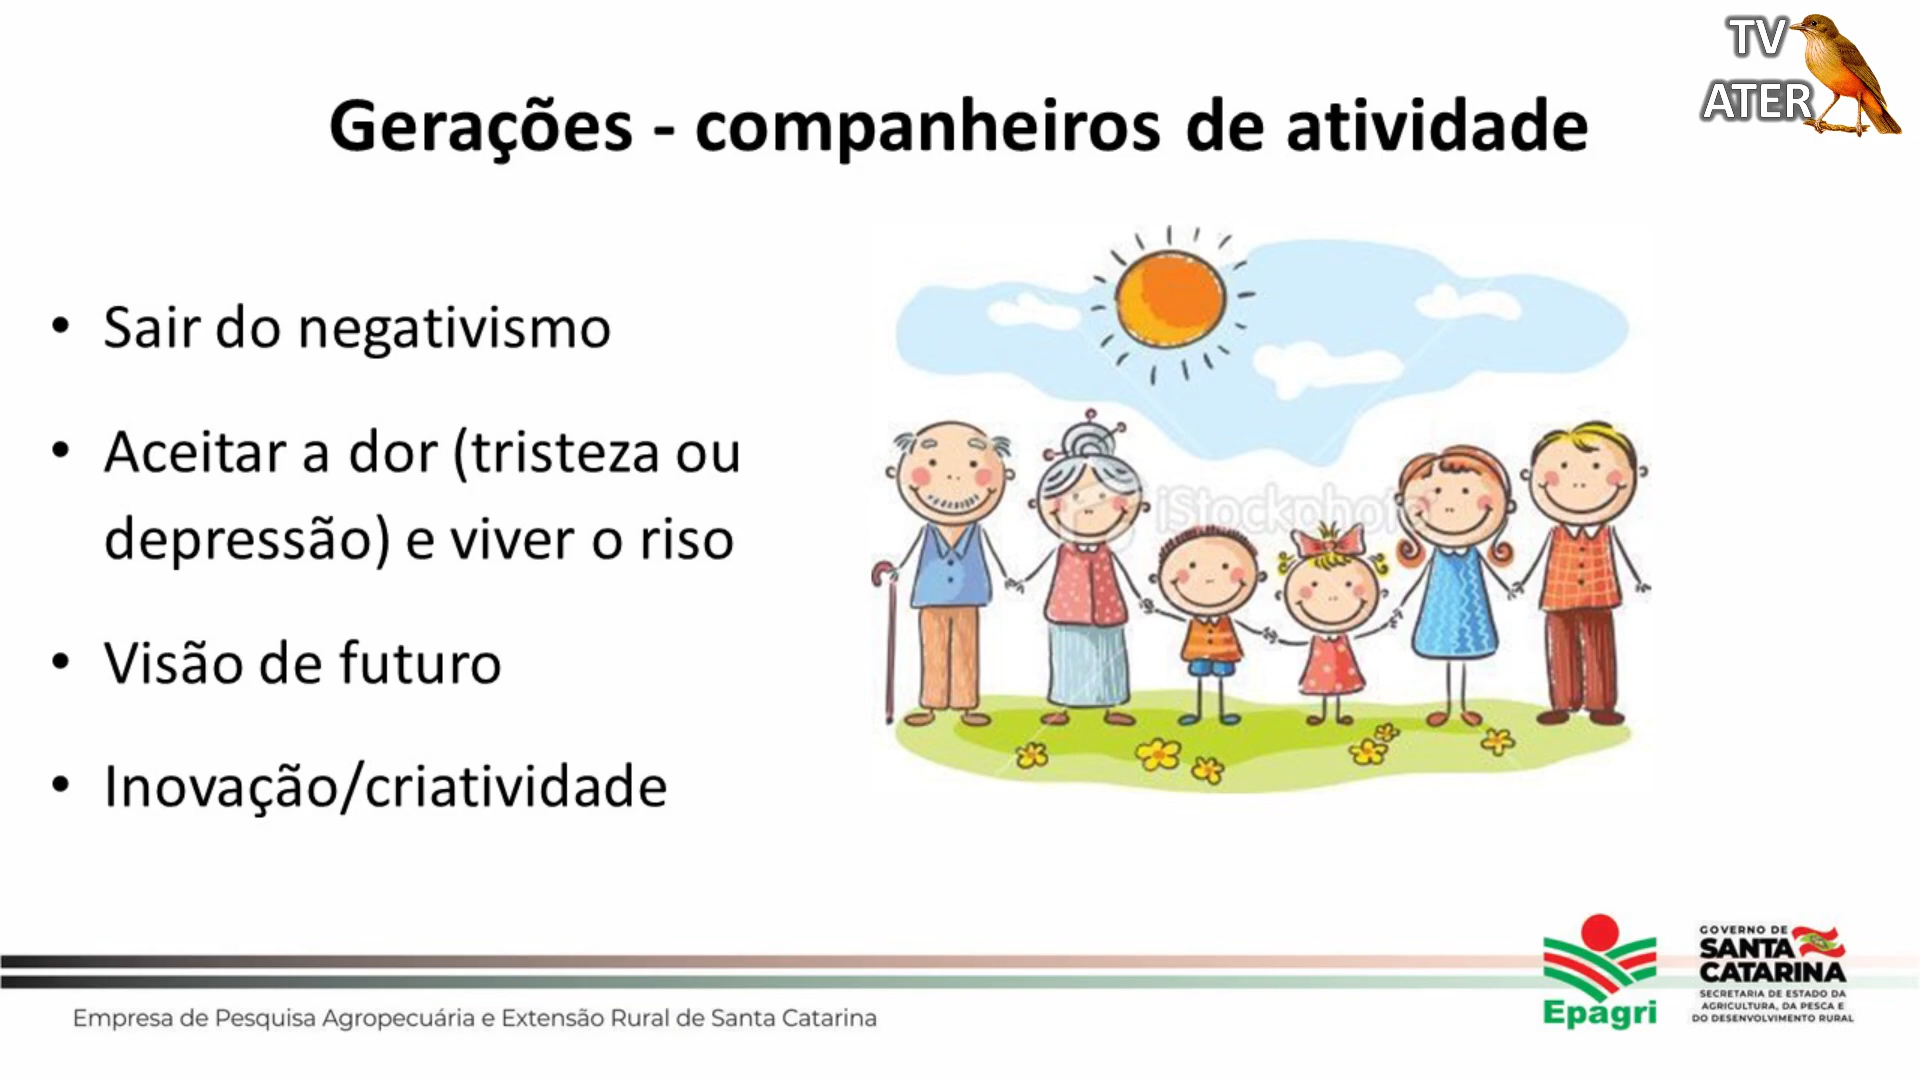 TV
ATER
Gerações - companheiros de atividade
• Sair do negativismo
• Aceitar a dor (tristeza ou
depressão) e viver o riso
• Visão de futuro
• Inovação/criatividade
iStockphoto
Empresa de Pesquisa Agropecuária e Extensão Rural de Santa Catarina
Epagri
GOVERNO DE
SANTA
CATARINA
SECRETARIA DE ESTADO DA
AGRICULTURA, DA PESCA E
DO DESENVOLVIMENTO RURAL